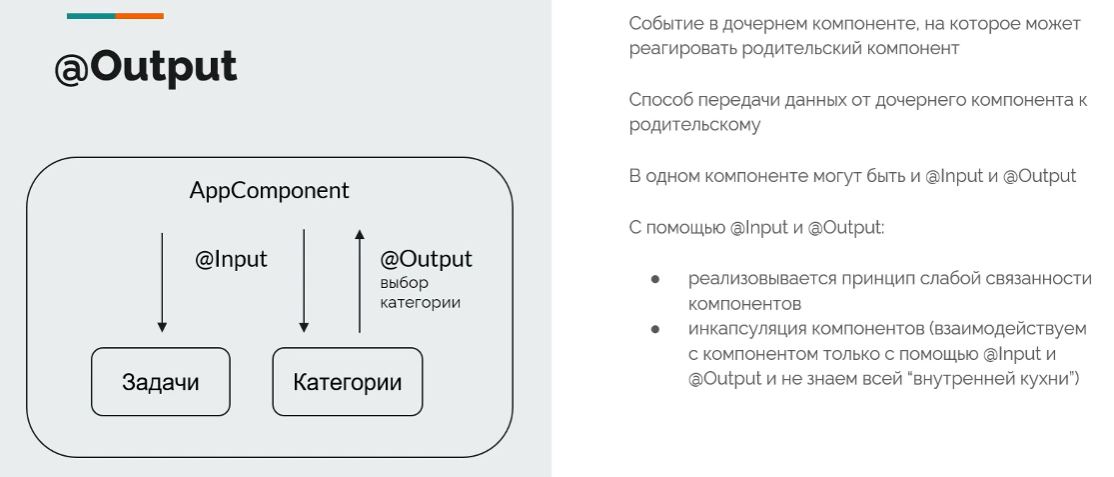 @Output
AppComponent
@Input
@Output
выбор
категории
Задачи
Категории
Событие в дочернем компоненте, на которое может
реагировать родительский компонент
Способ передачи данных от дочернего компонента к
родительскому
В одном компоненте могут быть и @Input и @Output
С помощью @Input и @Output:
● реализовывается принцип слабой связанности
компонентов
● инкапсуляция компонентов (взаимодействуем
с компонентом только с помощью @Input и
@Output и не знаем всей “внутренней кухни”)